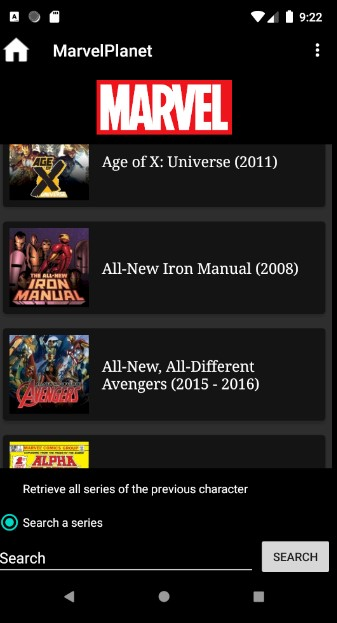 A
9:22
MarvelPlanet
MARVEL
AGE OF
X
Age of X: Universe (2011)
THE ALL-NEW
IRON
MANUAL
All-New Iron Manual (2008)
AVENGERS
All-New, All-Different
Avengers (2015 - 2016)
MARVEL COMICS GROUP
ALPHA
Retrieve all series of the previous character
Search a series
Search
SEARCH